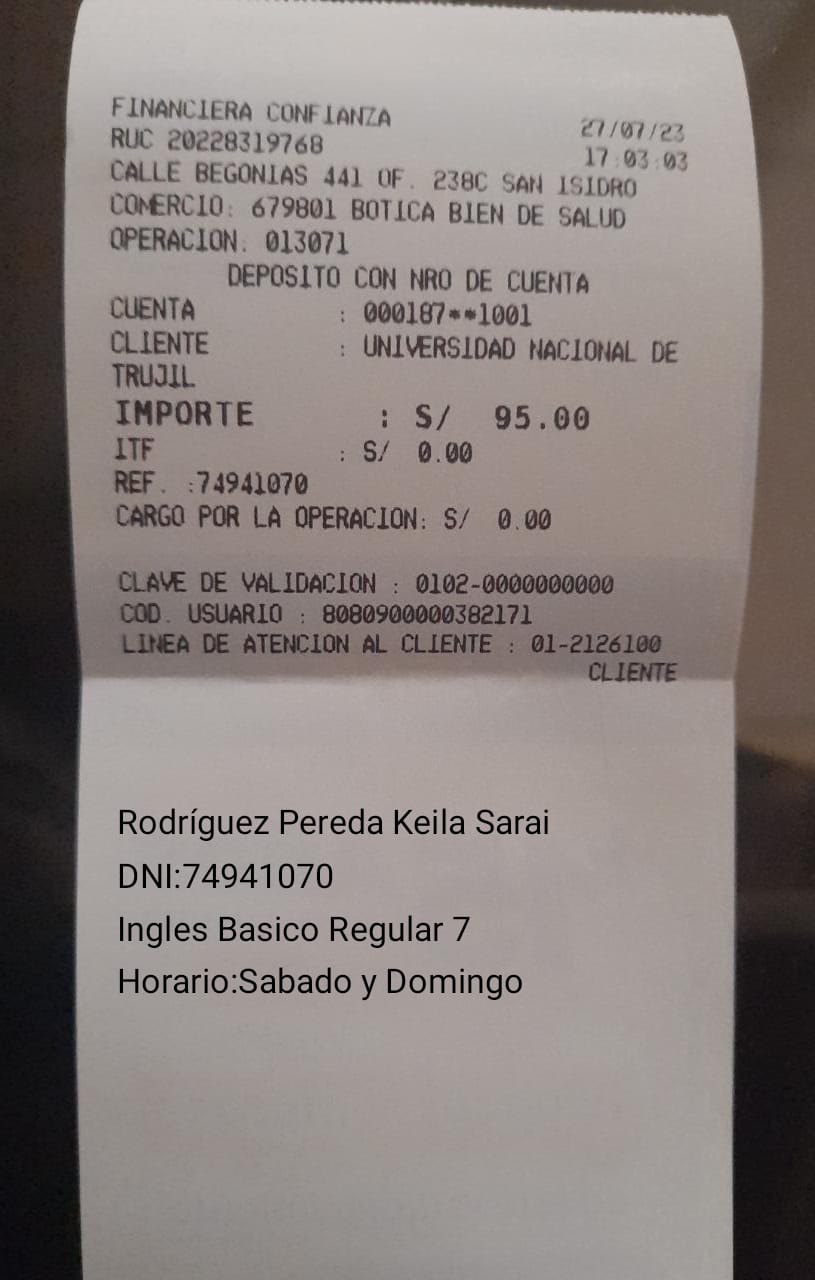 FINANCIERA CONFIANZA 27/07/23
RUC 20228319768 17:03:03
CALLE BEGONIAS 441 OF. 238C SAN ISIDRO
COMERCIO: 679801 BOTICA BIEN DE SALUD
OPERACION: 013071
DEPOSITO CON NRO DE CUENTA
CUENTA : 000187**1001
CLIENTE : UNIVERSIDAD NACIONAL DE
TRUJIL
IMPORTE : S/ 95.00
ITF : S/ 0.00
REF. :74941070
CARGO POR LA OPERACION: S/ 0.00
CLAVE DE VALIDACION : 0102-0000000000
COD. USUARIO : 8080900000382171
LINEA DE ATENCION AL CLIENTE : 01-2126100
CLIENTE
Rodríguez Pereda Keila Sarai
DNI:74941070
Ingles Basico Regular 7
Horario:Sabado y Domingo